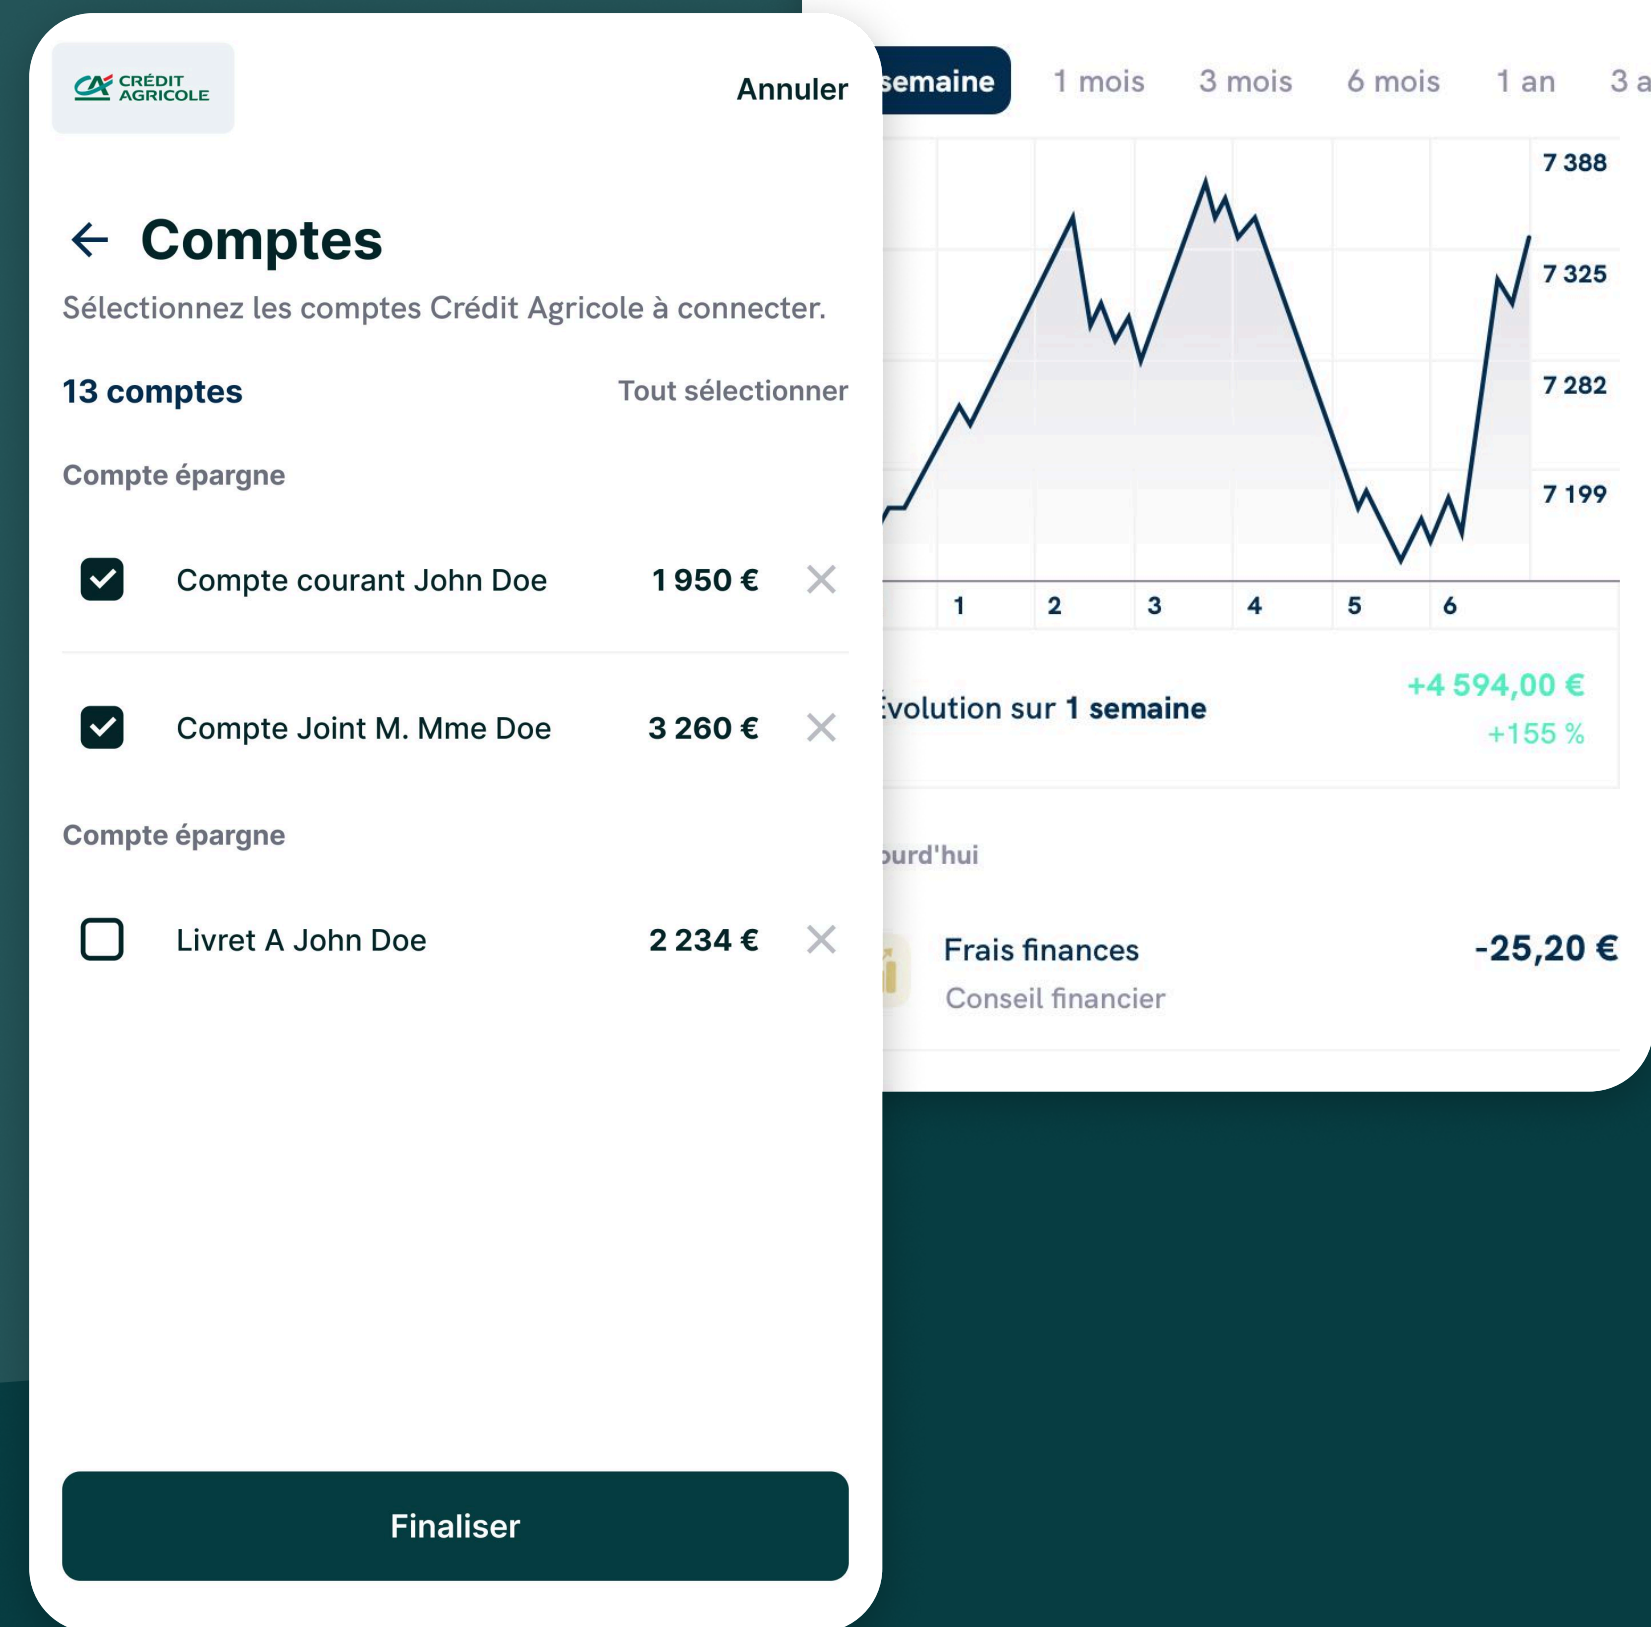 CRÉDIT
AGRICOLE
Annuler
Comptes
Sélectionnez les comptes Crédit Agricole à connecter.
13 comptes
Tout sélectionner
Compte épargne
Compte courant John Doe
1 950 €
Compte Joint M. Mme Doe
3 260 €
Compte épargne
Livret A John Doe
2 234 €
Finaliser
semaine
1 mois
3 mois
6 mois
1 an
3 a
7 388
7 325
7 282
7 199
1
2
3
4
5
6
volution sur 1 semaine
+4 594,00 €
+155 %
ourd'hui
Frais finances
-25,20 €
Conseil financier